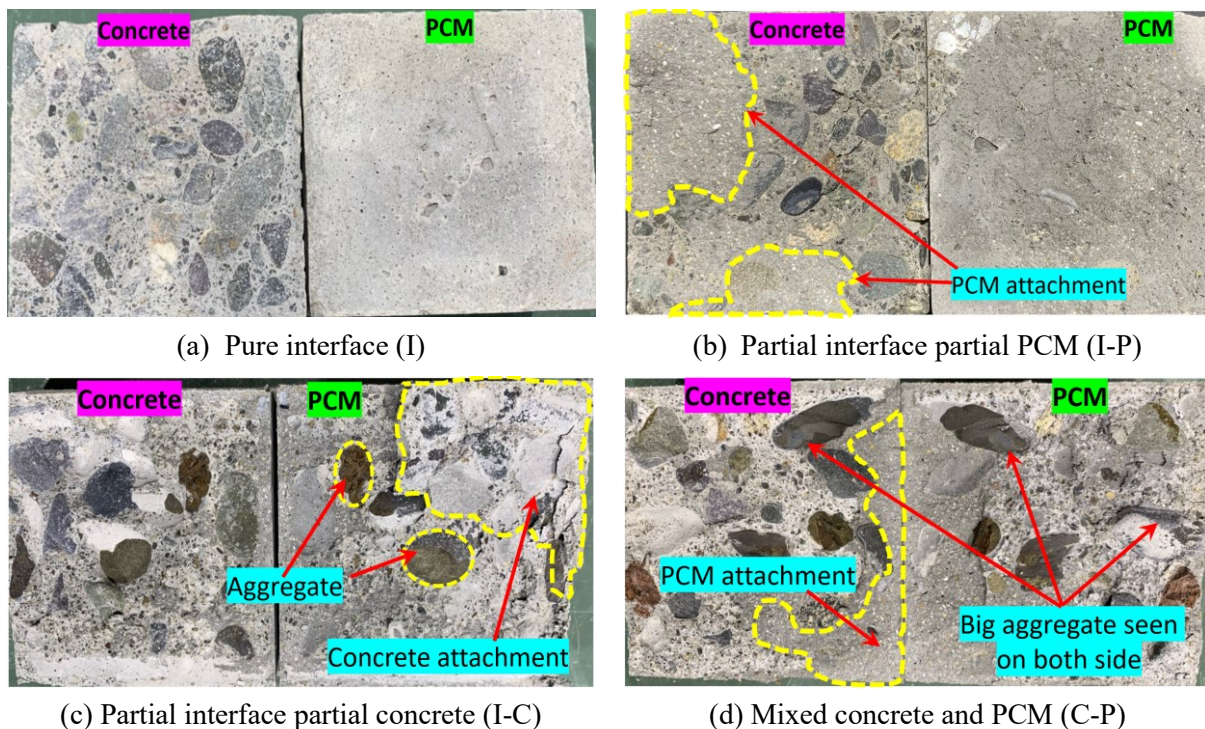 Concrete
PCM
Concrete
PCM
PCM attachment
(a) Pure interface (I)
(b) Partial interface partial PCM (I-P)
Concrete
PCM
Aggregate
Concrete attachment
Concrete
PCM
PCM attachment
Big aggregate seen
on both side
(c) Partial interface partial concrete (I-C)
(d) Mixed concrete and PCM (C-P)